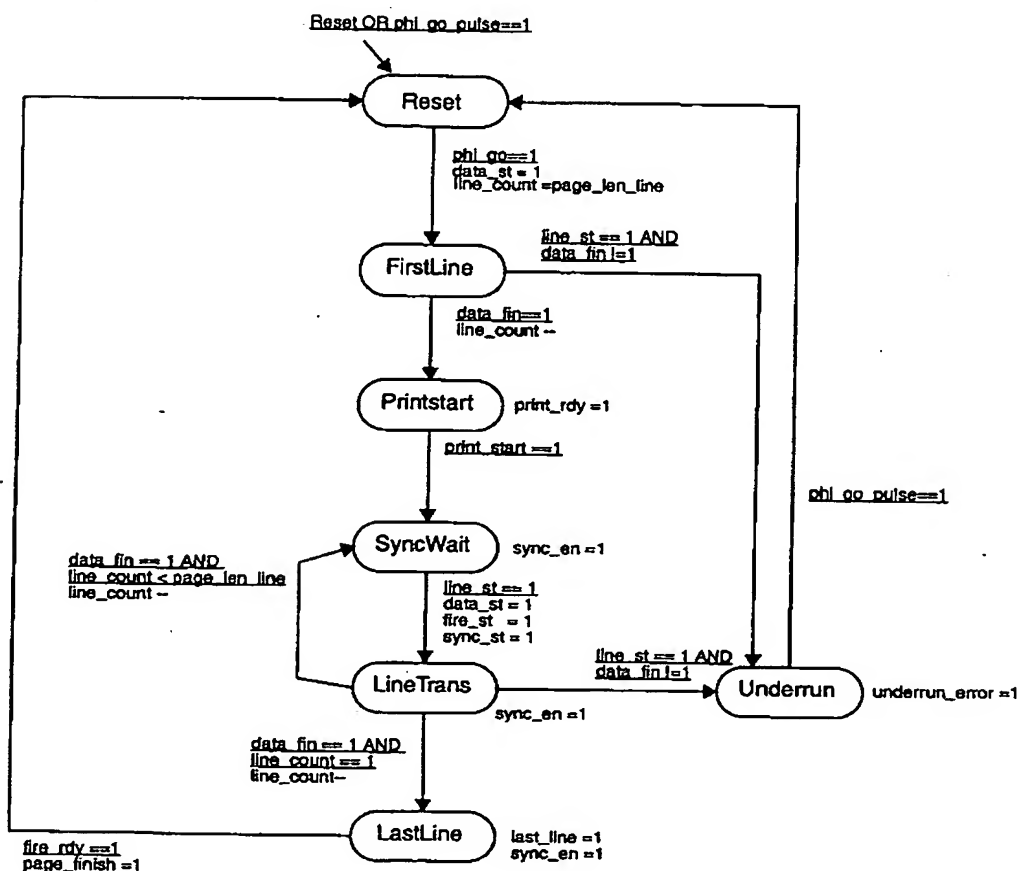 Reset OR phi_go_pulse==1
Reset
phi_go==1
data_st = 1
line_count =page_len_line
line_st == 1 AND
data_fin !=1
FirstLine
data_fin==1
line_count --
Printstart
print_rdy =1
print_start ==1
phi_go_pulse==1
SyncWait
sync_en =1
data_fin == 1 AND
line_count < page_len_line
line_count --
line_st == 1
data_st = 1
fire_st = 1
sync_st = 1
line_st == 1 AND
data_fin !=1
LineTrans
sync_en =1
Underrun
underrun_error =1
data_fin == 1 AND
line_count == 1
line_count--
LastLine
last_line =1
sync_en =1
fire_rdy ==1
page_finish =1